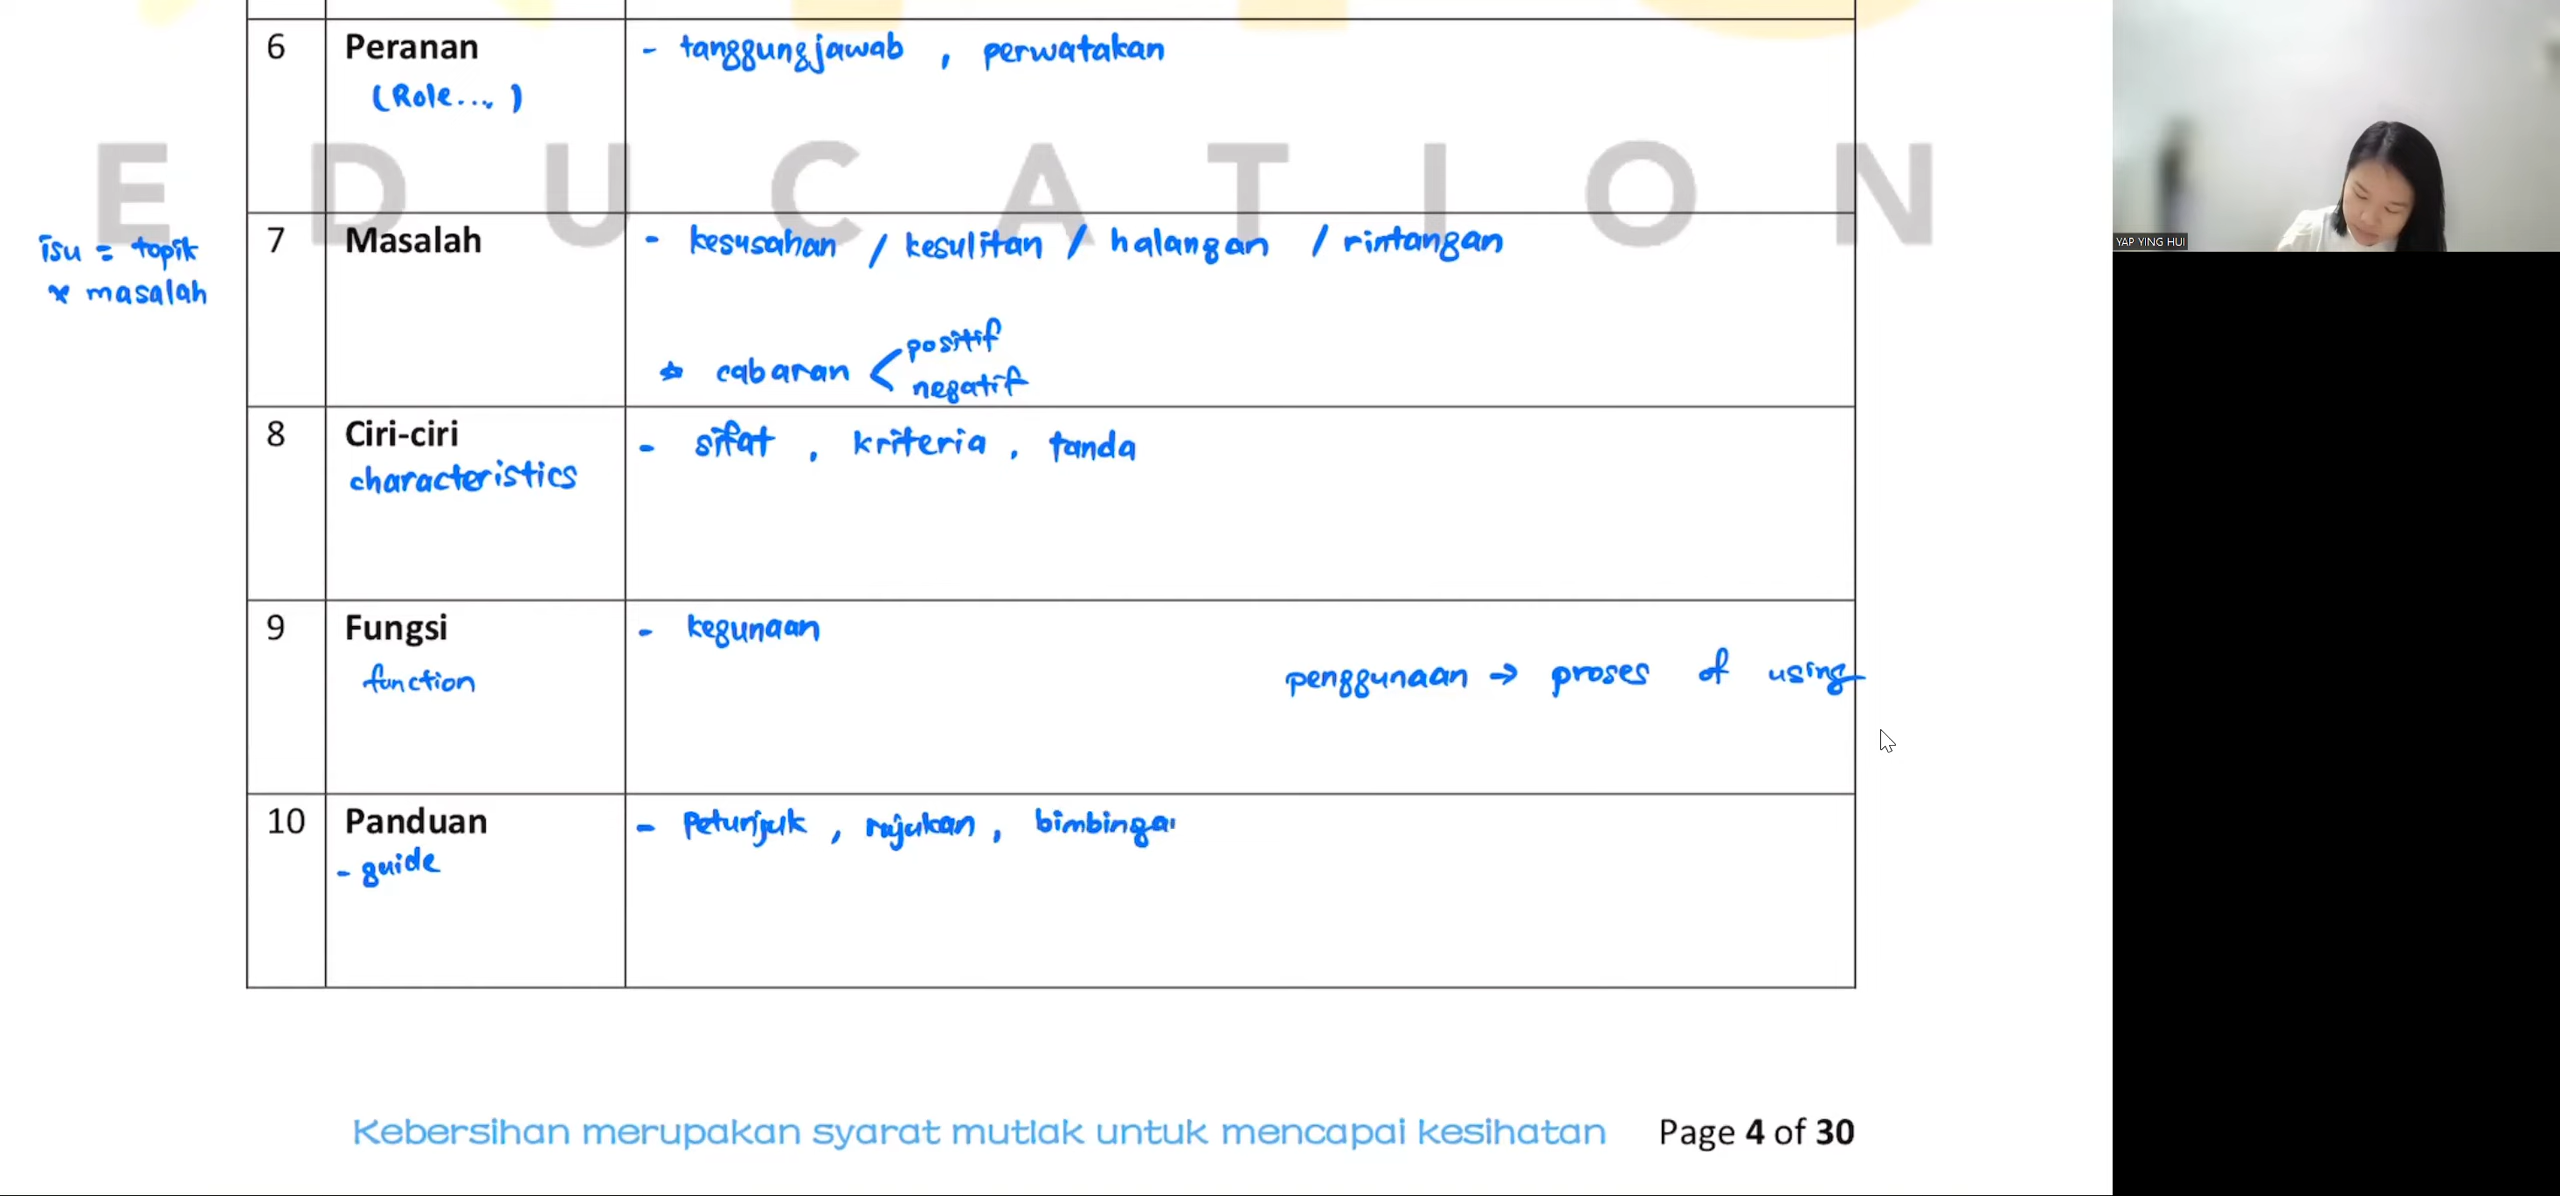 6 Peranan - tanggungjawab , perwatakan
(Role...)
EDUCATION
7 Masalah - kesusahan / kesulitan / halangan / rintangan
isu = topik
x masalah
* cabaran < positif
negatif
8 Ciri-ciri - sifat , kriteria , tanda
characteristics
9 Fungsi - kegunaan
function
penggunaan → proses of using
10 Panduan - Petunjuk , rujukan , bimbinga
- guide
Kebersihan merupakan syarat mutlak untuk mencapai kesihatan Page 4 of 30
YAP YING HUI